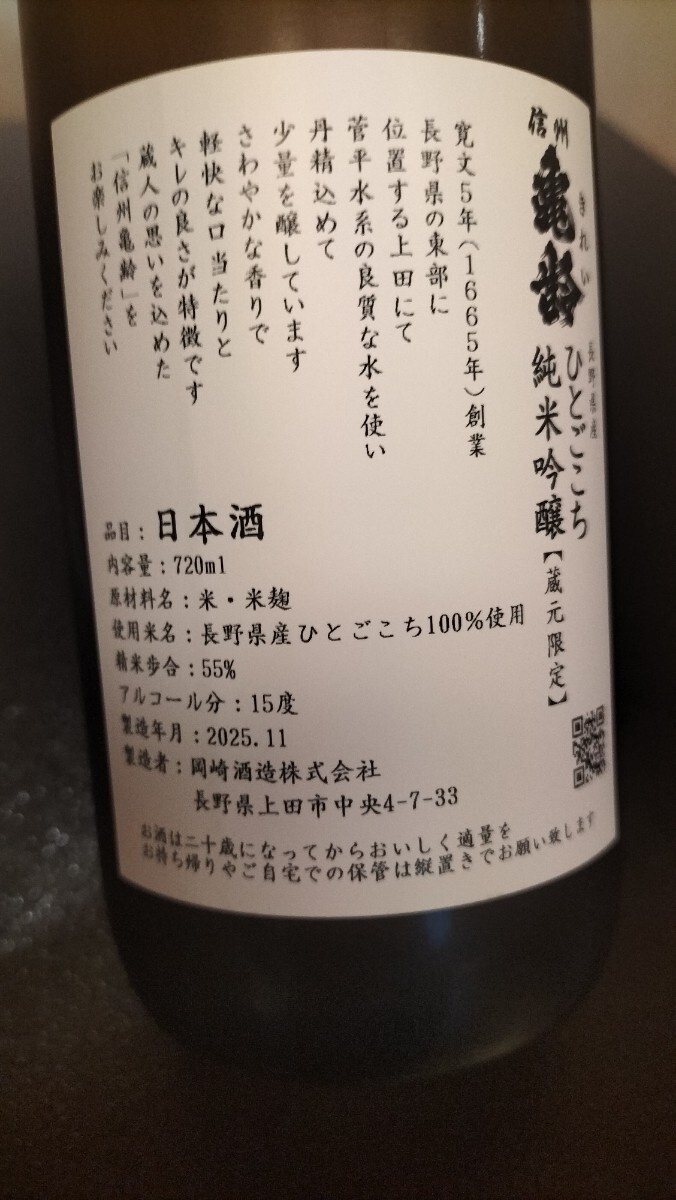 信州
亀齢
きれい
長野県産
ひとごこち
純米吟醸【蔵元限定】
寛文5年(1665年)創業
長野県の東部に
位置する上田にて
菅平水系の良質な水を使い
丹精込めて
少量を醸しています
さわやかな香りで
軽快な口当たりと
キレの良さが特徴です
蔵人の思いを込めた
「信州亀齢」を
お楽しみください
品目:日本酒
内容量:720ml
原材料名:米・米麹
使用米名:長野県産ひとごこち100%使用
精米歩合:55%
アルコール分:15度
製造年月:2025.11
製造者:岡崎酒造株式会社
長野県上田市中央4-7-33
お酒は二十歳になってからおいしく適量を
お持ち帰りやご自宅での保管は縦置きでお願い致します